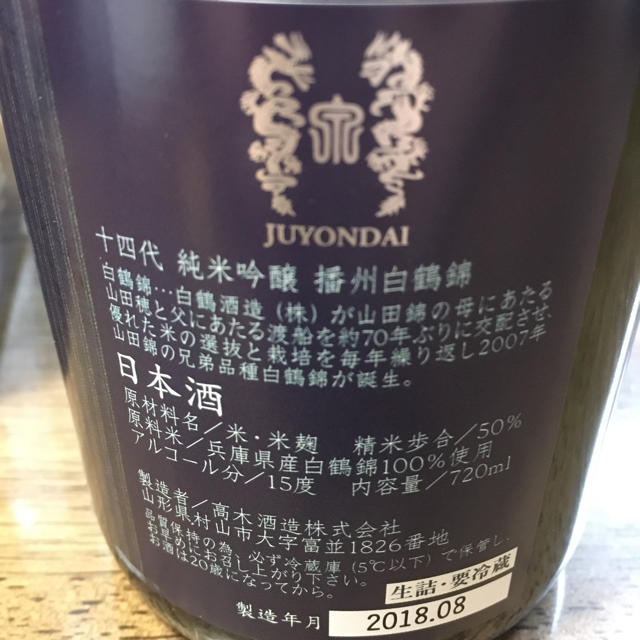 JUYONDAI
十四代 純米吟醸 播州白鶴錦
白鶴錦…白鶴酒造(株)が山田錦の母にあたる
山田穂と父にあたる渡船を約70年ぶりに交配させ、
優れた米の選抜と栽培を毎年繰り返し2007年
山田錦の兄弟品種白鶴錦が誕生。
日本酒
原材料名/米・米麹 精米歩合/50%
原料米/兵庫県産白鶴錦100%使用
アルコール分/15度 内容量/720ml
製造者/高木酒造株式会社
山形県村山市大字富並1826番地
品質保持の為、必ず冷蔵庫(5℃以下)で保管し、
お早めにお召し上がり下さい。
お酒は20歳になってから。
生詰・要冷蔵
製造年月 2018.08